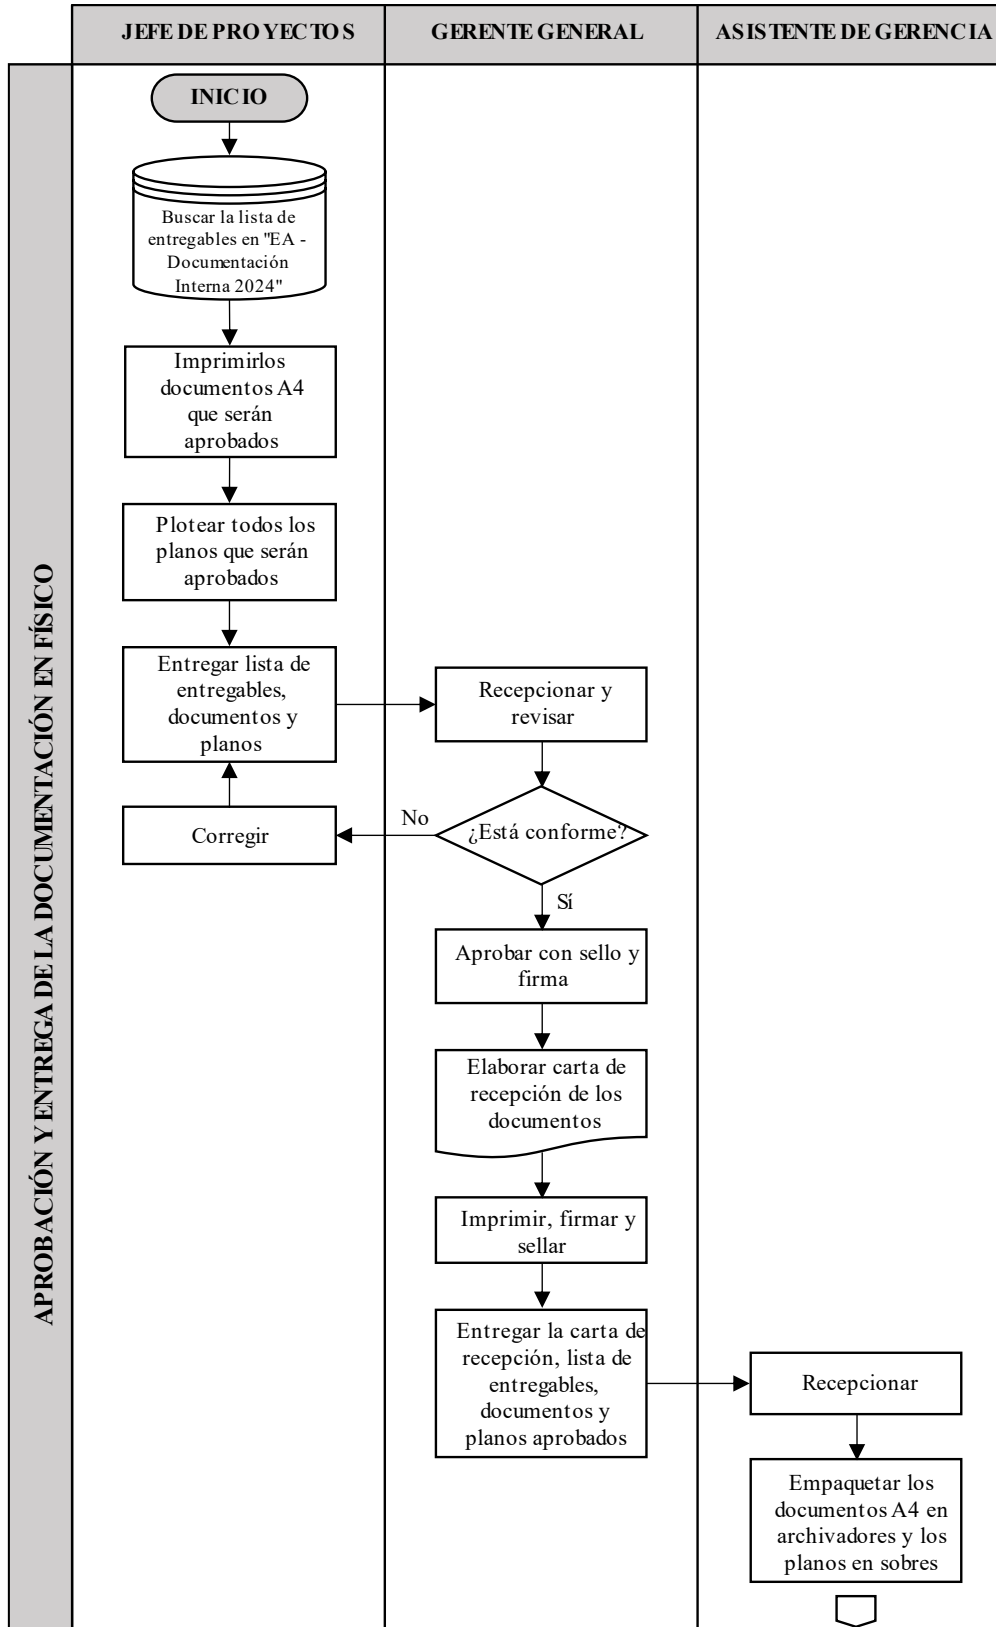 JEFE DE PROYECTOS
GERENTE GENERAL
ASISTENTE DE GERENCIA
APROBACIÓN Y ENTREGA DE LA DOCUMENTACIÓN EN FÍSICO
INICIO
Buscar la lista de
entregables en "EA -
Documentación
Interna 2024"
Imprimirlos
documentos A4
que serán
aprobados
Plotear todos los
planos que serán
aprobados
Entregar lista de
entregables,
documentos y
planos
Recepcionar y
revisar
¿Está conforme?
No
Corregir
Sí
Aprobar con sello y
firma
Elaborar carta de
recepción de los
documentos
Imprimir, firmar y
sellar
Entregar la carta de
recepción, lista de
entregables,
documentos y
planos aprobados
Recepcionar
Empaquetar los
documentos A4 en
archivadores y los
planos en sobres